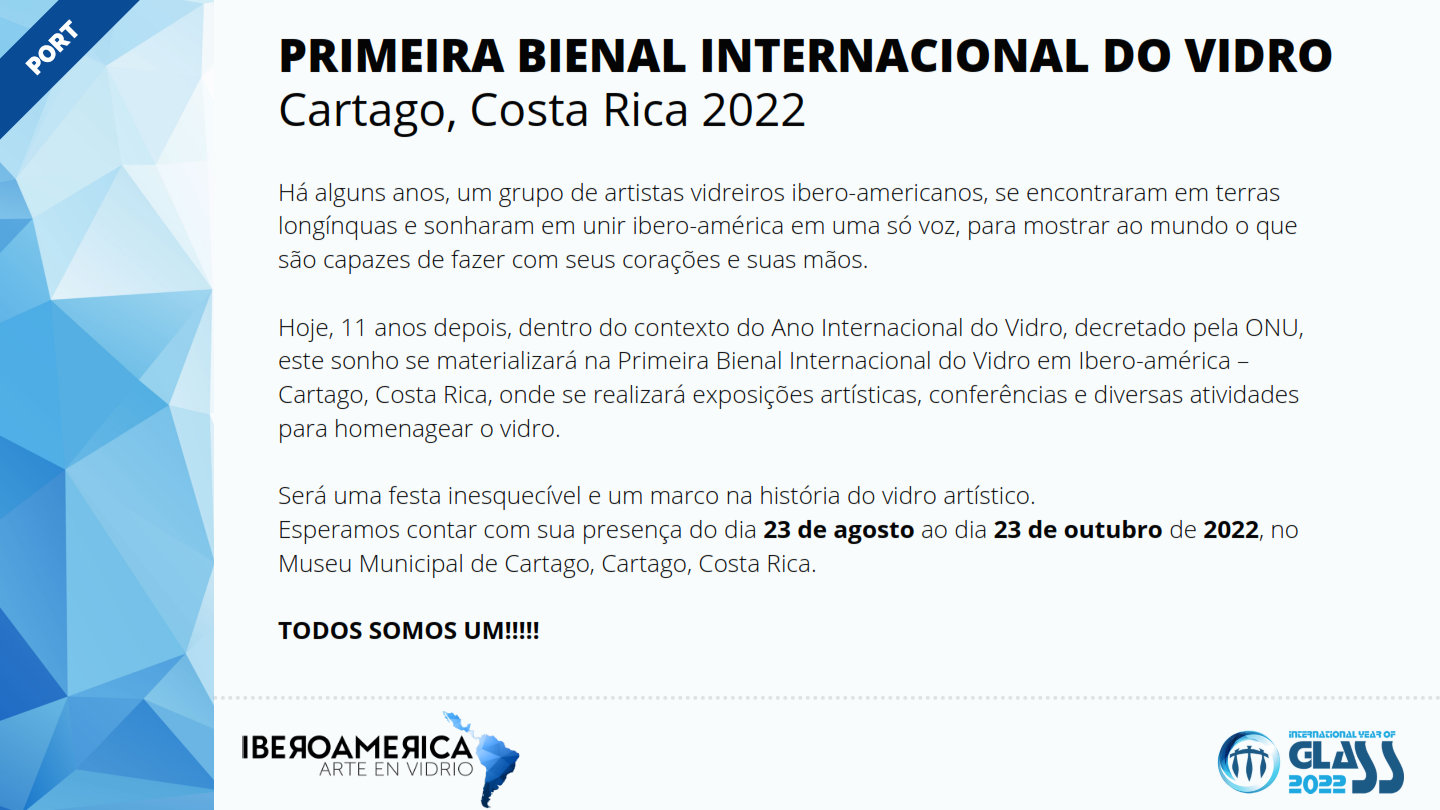 PORT
PRIMEIRA BIENAL INTERNACIONAL DO VIDRO
Cartago, Costa Rica 2022
Há alguns anos, um grupo de artistas vidreiros ibero-americanos, se encontraram em terras
longínquas e sonharam em unir ibero-américa em uma só voz, para mostrar ao mundo o que
são capazes de fazer com seus corações e suas mãos.
Hoje, 11 anos depois, dentro do contexto do Ano Internacional do Vidro, decretado pela ONU,
este sonho se materializará na Primeira Bienal Internacional do Vidro em Ibero-américa –
Cartago, Costa Rica, onde se realizará exposições artísticas, conferências e diversas atividades
para homenagear o vidro.
Será uma festa inesquecível e um marco na história do vidro artístico.
Esperamos contar com sua presença do dia 23 de agosto ao dia 23 de outubro de 2022, no
Museu Municipal de Cartago, Cartago, Costa Rica.
TODOS SOMOS UM!!!!!
IBEROAMERICA
ARTE EN VIDRIO
INTERNATIONAL YEAR OF
GLASS
2022